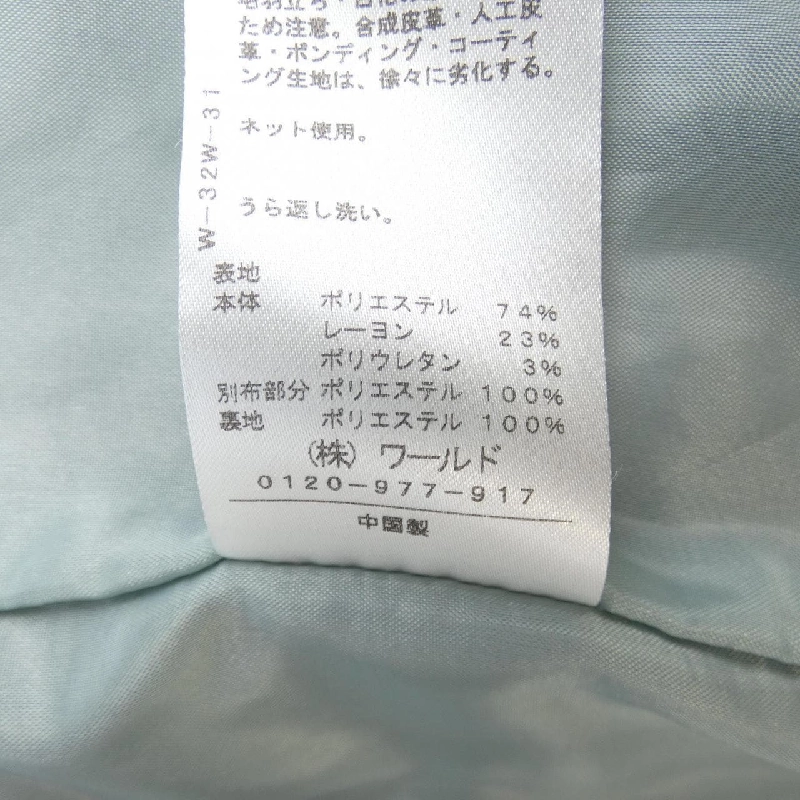 ため注意。合成皮革・人工皮
革・ボンディング・コーティ
ング生地は、徐々に劣化する。
ネット使用。
うら返し洗い。
W-32W-31
表地
本体 ポリエステル 74%
レーヨン 23%
ポリウレタン 3%
別布部分 ポリエステル 100%
裏地 ポリエステル 100%
(株) ワールド
0120-977-917
中国製